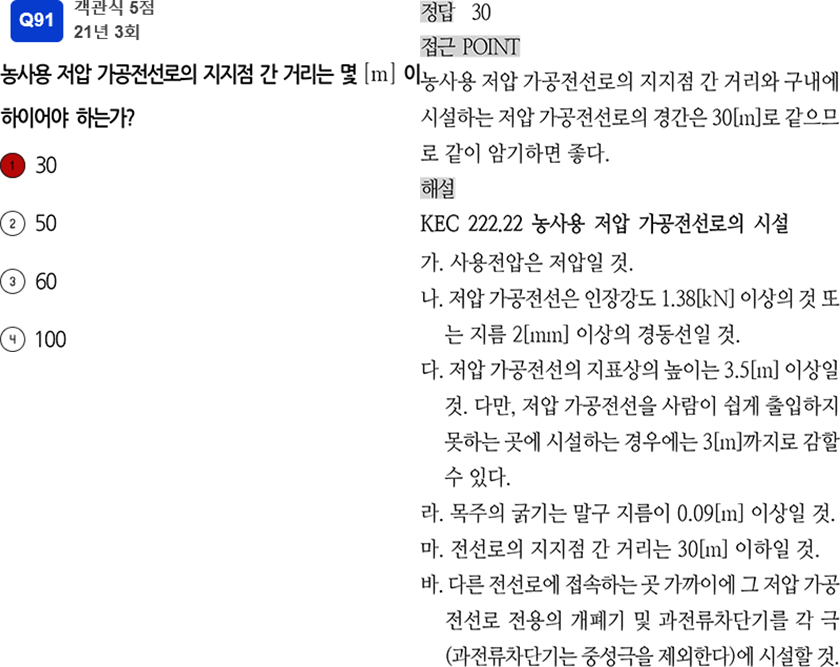 Q91
객관식 5점
21년 3회
농사용 저압 가공전선로의 지지점 간 거리는 몇 [m] 이
하이어야 하는가?
1 30
2 50
3 60
4 100
정답 30
접근 POINT
농사용 저압 가공전선로의 지지점 간 거리와 구내에
시설하는 저압 가공전선로의 경간은 30[m]로 같으므
로 같이 암기하면 좋다.
해설
KEC 222.22 농사용 저압 가공전선로의 시설
가. 사용전압은 저압일 것.
나. 저압 가공전선은 인장강도 1.38[kN] 이상의 것 또
는 지름 2[mm] 이상의 경동선일 것.
다. 저압 가공전선의 지표상의 높이는 3.5[m] 이상일
것. 다만, 저압 가공전선을 사람이 쉽게 출입하지
못하는 곳에 시설하는 경우에는 3[m]까지로 감할
수 있다.
라. 목주의 굵기는 말구 지름이 0.09[m] 이상일 것.
마. 전선로의 지지점 간 거리는 30[m] 이하일 것.
바. 다른 전선로에 접속하는 곳 가까이에 그 저압 가공
전선로 전용의 개폐기 및 과전류차단기를 각 극
(과전류차단기는 중성극을 제외한다)에 시설할 것.